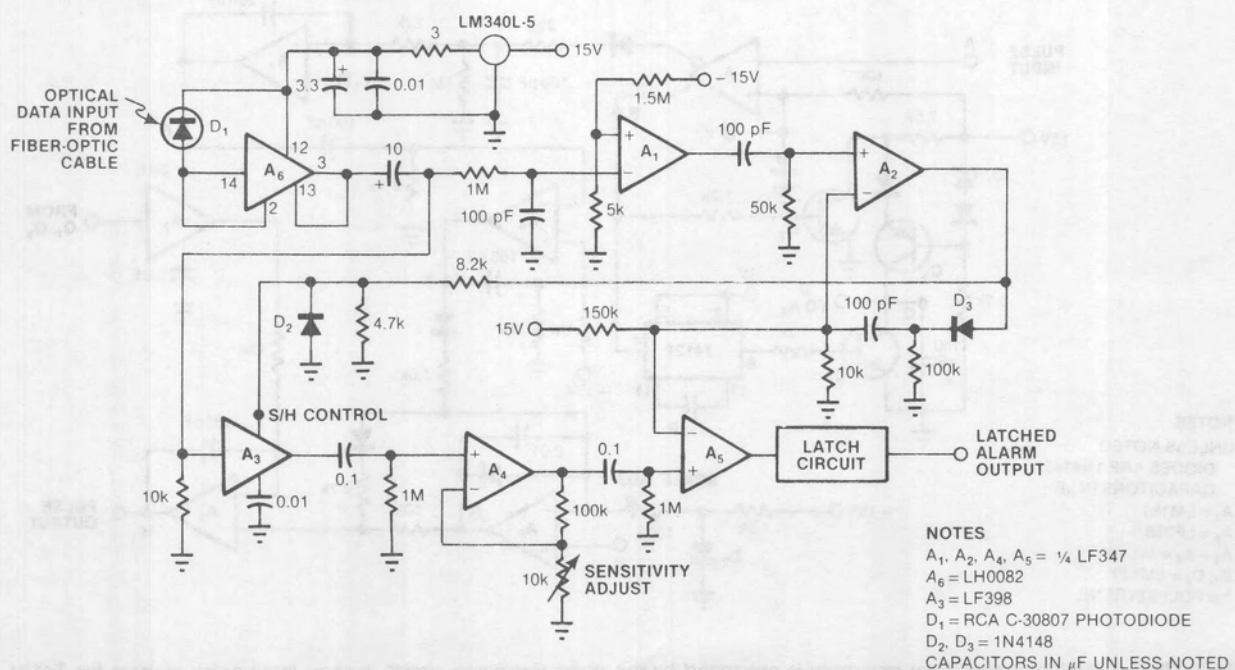 LM340L-5
3
15V
3.3
+
0.01
1.5M
− 15V
OPTICAL
DATA INPUT
FROM
FIBER-OPTIC
CABLE
D1
12
14
A6
3
13
2
10
+
1M
100 pF
+
A1
−
5k
100 pF
50k
+
A2
−
8.2k
D2
4.7k
15V
150k
100 pF
D3
10k
100k
S/H CONTROL
A3
10k
0.01
0.1
1M
+
A4
−
0.1
100k
1M
10k
SENSITIVITY
ADJUST
−
A5
+
LATCH
CIRCUIT
LATCHED
ALARM
OUTPUT
NOTES
A1, A2, A4, A5 = ¼ LF347
A6 = LH0082
A3 = LF398
D1 = RCA C-30807 PHOTODIODE
D2, D3 = 1N4148
CAPACITORS IN μF UNLESS NOTED